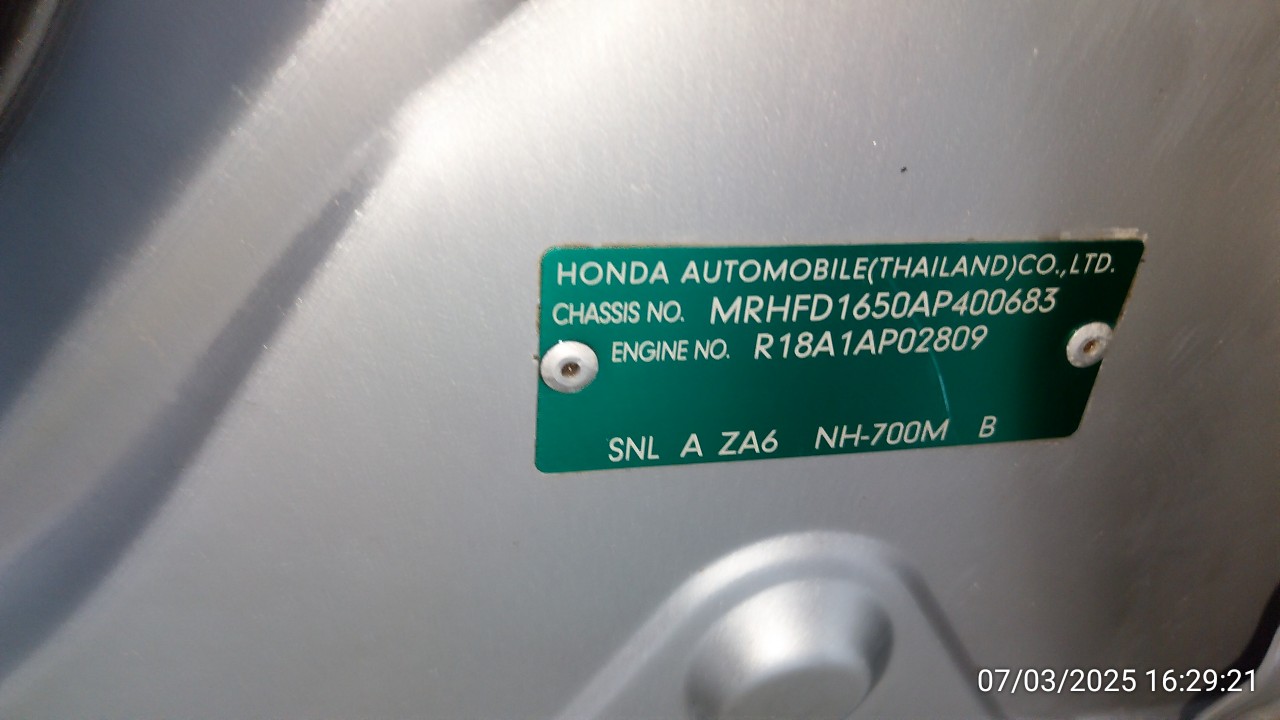 HONDA AUTOMOBILE(THAILAND)CO.,LTD.
CHASSIS NO. MRHFD1650AP400683
ENGINE NO. R18A1AP02809
SNL A ZA6 NH-700M B
07/03/2025 16:29:21